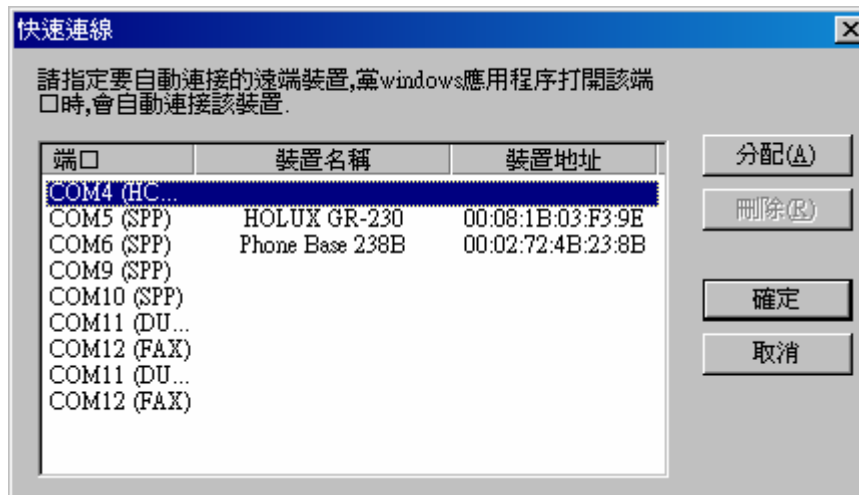 快速連線
請指定要自動連接的遠端裝置,當windows應用程序打開該端
口時,會自動連接該裝置.
端口 裝置名稱 裝置地址
COM4 (HC...
COM5 (SPP) HOLUX GR-230 00:08:1B:03:F3:9E
COM6 (SPP) Phone Base 238B 00:02:72:4B:23:8B
COM9 (SPP)
COM10 (SPP)
COM11 (DU...
COM12 (FAX)
COM11 (DU...
COM12 (FAX)
分配(A)
刪除(R)
確定
取消